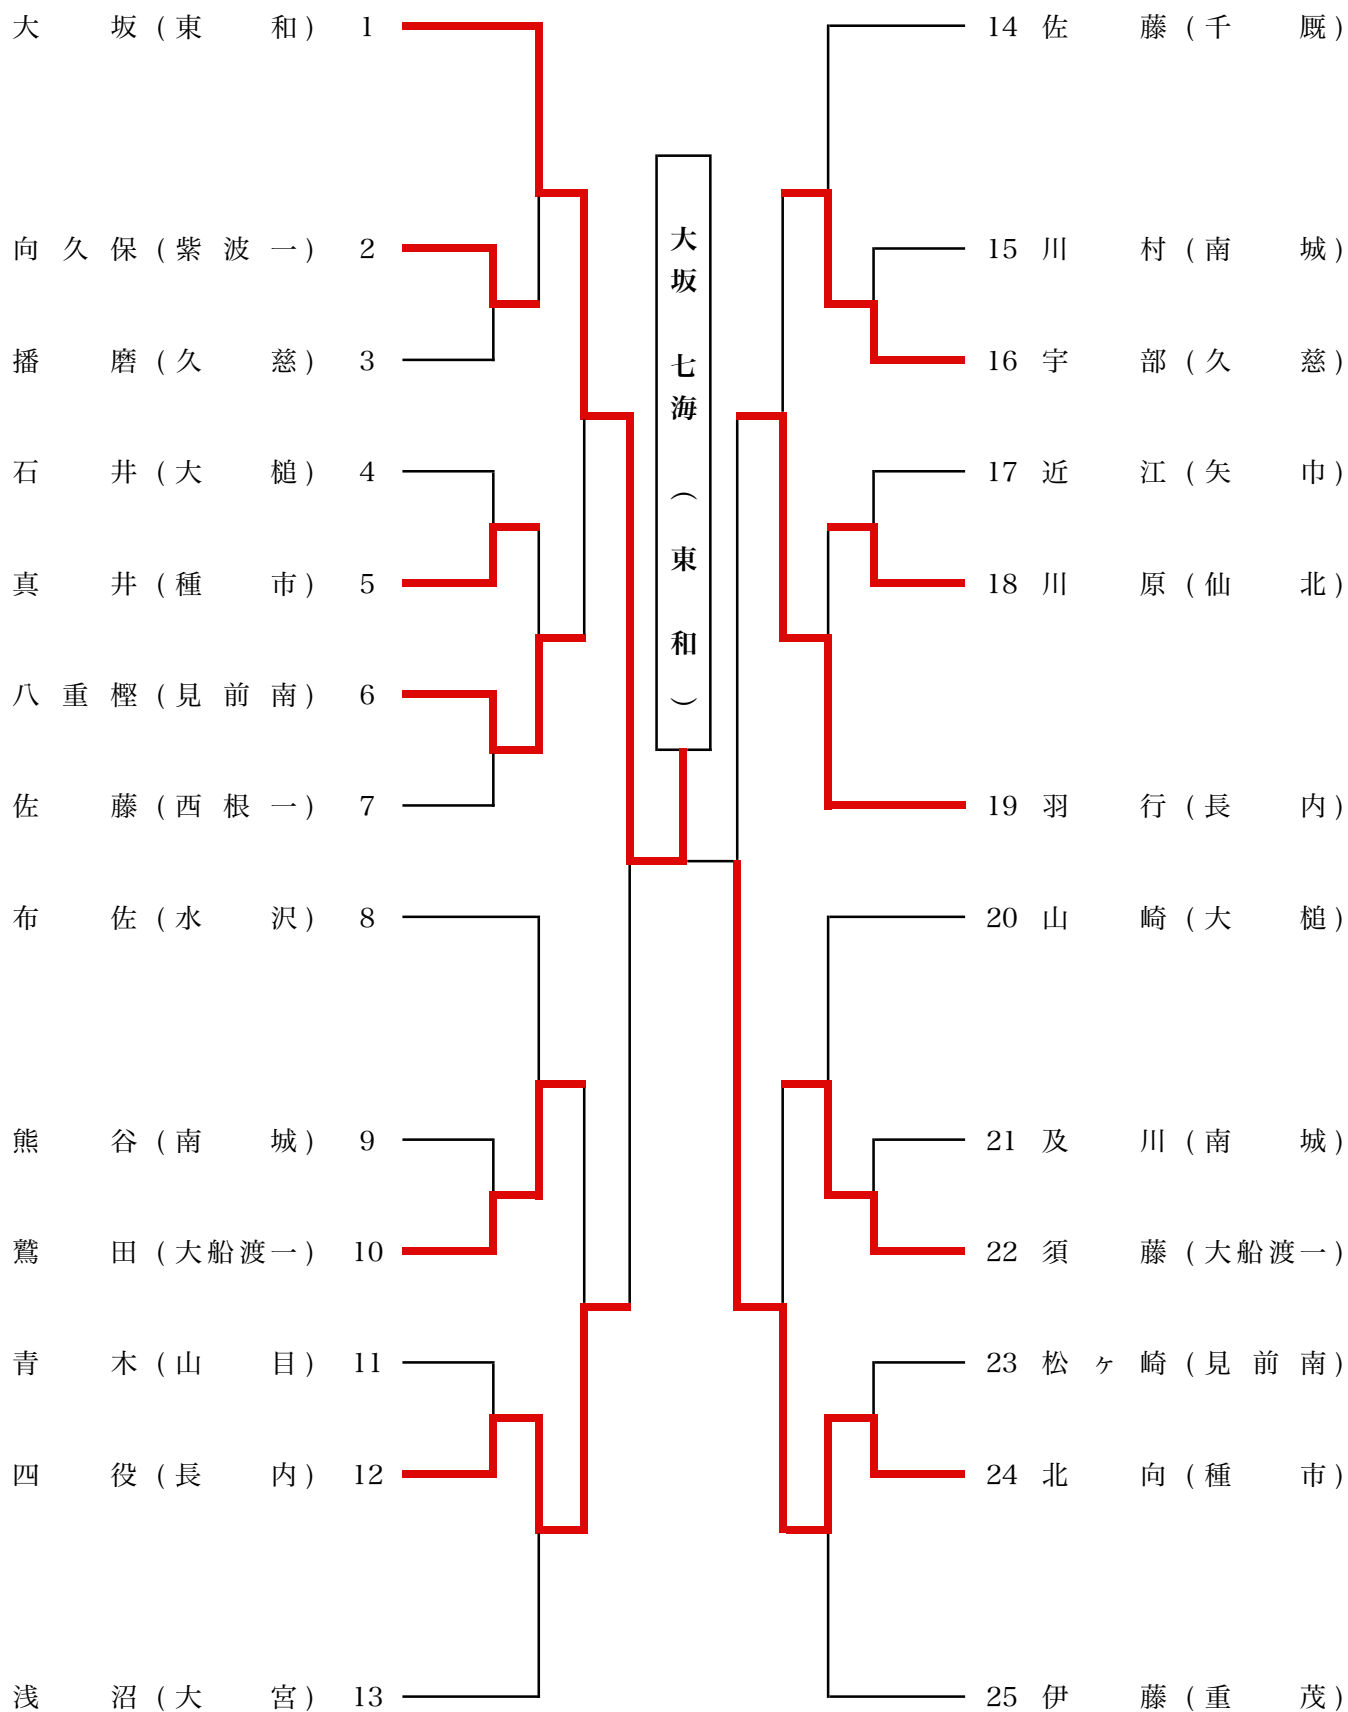 大坂(東和) 1
向久保(紫波一) 2
播磨(久慈) 3
石井(大槌) 4
真井(種市) 5
八重樫(見前南) 6
佐藤(西根一) 7
布佐(水沢) 8
熊谷(南城) 9
鷲田(大船渡一) 10
青木(山目) 11
四役(長内) 12
浅沼(大宮) 13
大坂 七海 (東和)
14 佐藤(千厩)
15 川村(南城)
16 宇部(久慈)
17 近江(矢巾)
18 川原(仙北)
19 羽行(長内)
20 山崎(大槌)
21 及川(南城)
22 須藤(大船渡一)
23 松ヶ崎(見前南)
24 北向(種市)
25 伊藤(重茂)